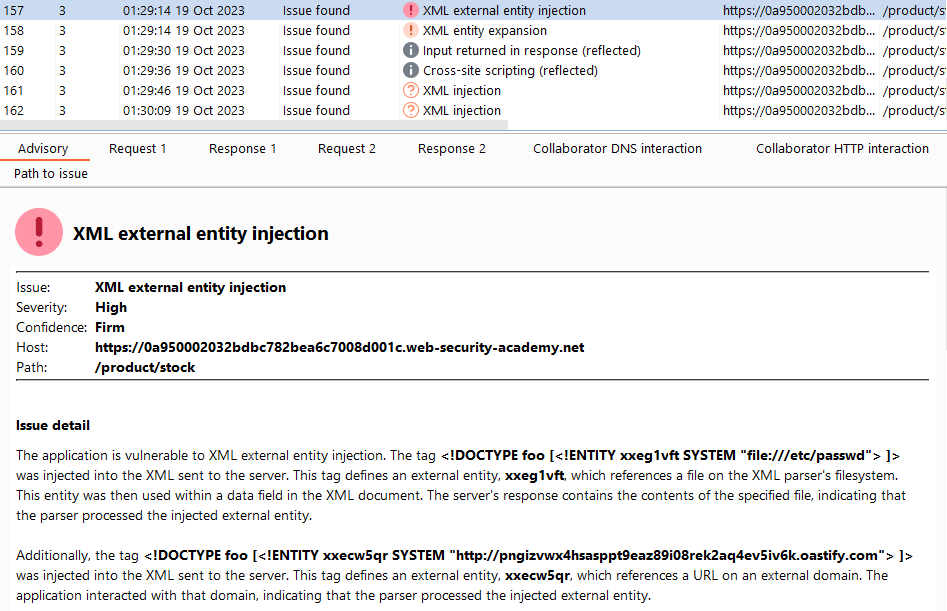 157 3 01:29:14 19 Oct 2023 Issue found XML external entity injection https://0a950002032bdb... /product/s
158 3 01:29:14 19 Oct 2023 Issue found XML entity expansion https://0a950002032bdb... /product/s
159 3 01:29:30 19 Oct 2023 Issue found Input returned in response (reflected) https://0a950002032bdb... /product/s
160 3 01:29:36 19 Oct 2023 Issue found Cross-site scripting (reflected) https://0a950002032bdb... /product/s
161 3 01:29:46 19 Oct 2023 Issue found XML injection https://0a950002032bdb... /product/s
162 3 01:30:09 19 Oct 2023 Issue found XML injection https://0a950002032bdb... /product/s
Advisory Request 1 Response 1 Request 2 Response 2 Collaborator DNS interaction Collaborator HTTP interaction
Path to issue
XML external entity injection
Issue: XML external entity injection
Severity: High
Confidence: Firm
Host: https://0a950002032bdbc782bea6c7008d001c.web-security-academy.net
Path: /product/stock
Issue detail
The application is vulnerable to XML external entity injection. The tag <!DOCTYPE foo [<!ENTITY xxeg1vft SYSTEM "file:///etc/passwd"> ]>
was injected into the XML sent to the server. This tag defines an external entity, xxeg1vft, which references a file on the XML parser's filesystem.
This entity was then used within a data field in the XML document. The server's response contains the contents of the specified file, indicating that
the parser processed the injected external entity.
Additionally, the tag <!DOCTYPE foo [<!ENTITY xxecw5qr SYSTEM "http://pngizvwx4hsasppt9eaz89i08rek2aq4ev5iv6k.oastify.com"> ]>
was injected into the XML sent to the server. This tag defines an external entity, xxecw5qr, which references a URL on an external domain. The
application interacted with that domain, indicating that the parser processed the injected external entity.